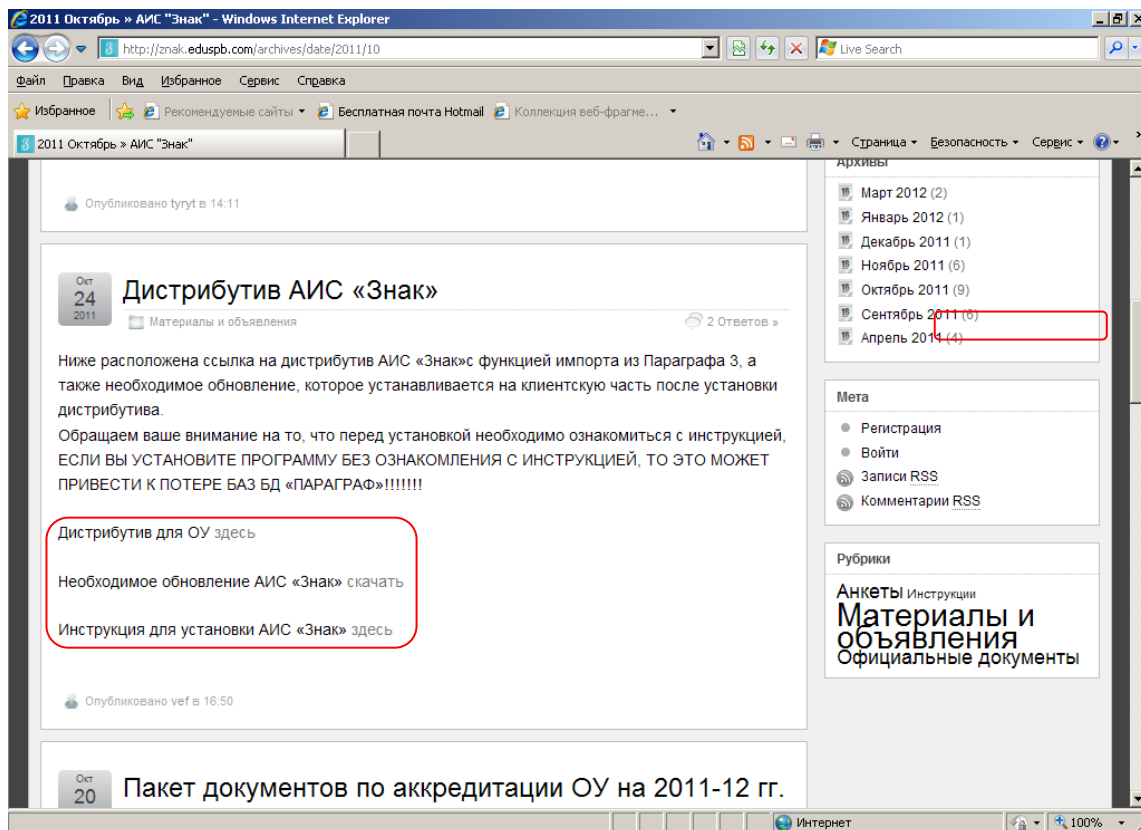 2011 Октябрь » АИС "Знак" - Windows Internet Explorer
http://znak.eduspb.com/archives/date/2011/10
Live Search
Файл Правка Вид Избранное Сервис Справка
Избранное Рекомендуемые сайты Бесплатная почта Hotmail Коллекция веб-фрагме...
2011 Октябрь » АИС "Знак"
Страница Безопасность Сервис
Опубликовано tyryt в 14:11
Окт
24
2011
Дистрибутив АИС «Знак»
Материалы и объявления
2 Ответов »
Ниже расположена ссылка на дистрибутив АИС «Знак»с функцией импорта из Параграфа 3, а
также необходимое обновление, которое устанавливается на клиентскую часть после установки
дистрибутива.
Обращаем ваше внимание на то, что перед установкой необходимо ознакомиться с инструкцией,
ЕСЛИ ВЫ УСТАНОВИТЕ ПРОГРАММУ БЕЗ ОЗНАКОМЛЕНИЯ С ИНСТРУКЦИЕЙ, ТО ЭТО МОЖЕТ
ПРИВЕСТИ К ПОТЕРЕ БАЗ БД «ПАРАГРАФ»!!!!!!!
Дистрибутив для ОУ здесь
Необходимое обновление АИС «Знак» скачать
Инструкция для установки АИС «Знак» здесь
Опубликовано vef в 16:50
Окт
20
Пакет документов по аккредитации ОУ на 2011-12 гг.
Архивы
Март 2012 (2)
Январь 2012 (1)
Декабрь 2011 (1)
Ноябрь 2011 (6)
Октябрь 2011 (9)
Сентябрь 2011 (6)
Апрель 2011 (4)
Мета
Регистрация
Войти
Записи RSS
Комментарии RSS
Рубрики
Анкеты Инструкции
Материалы и
объявления
Официальные документы
Интернет
100%